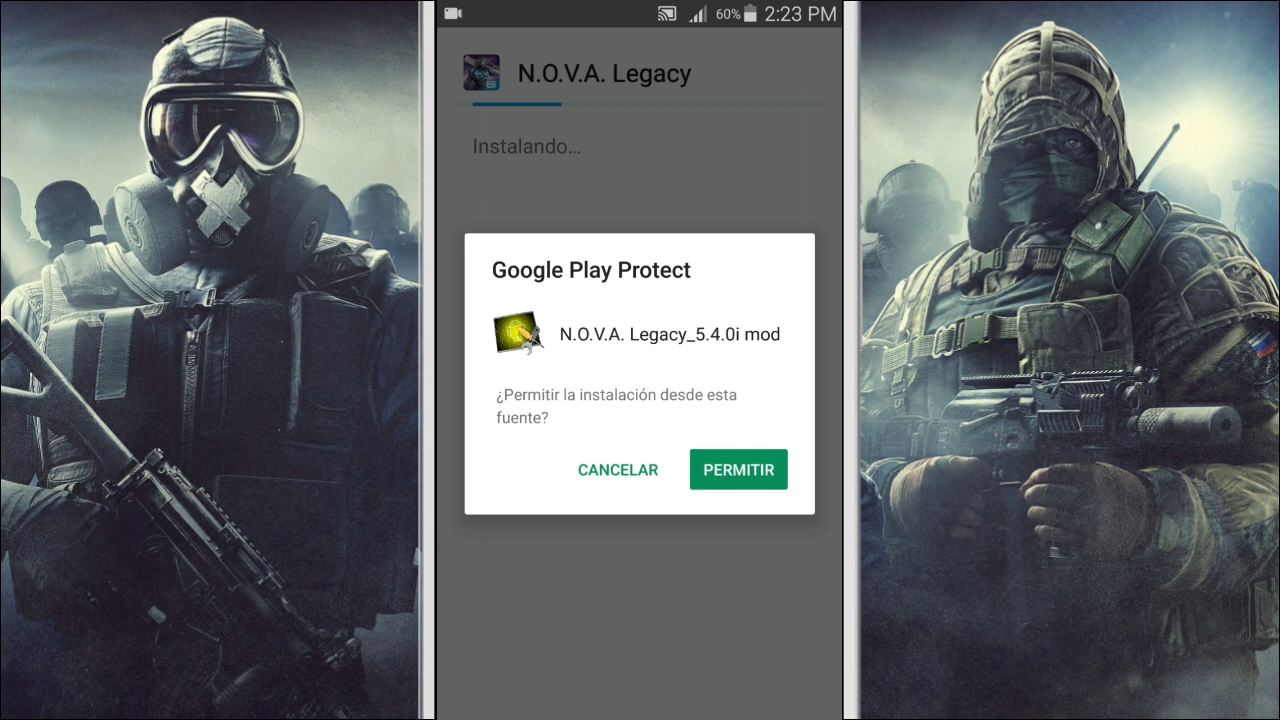 60% 2:23 PM
N.O.V.A. Legacy
Instalando...
Google Play Protect
N.O.V.A. Legacy_5.4.0i mod
¿Permitir la instalación desde esta
fuente?
CANCELAR PERMITIR